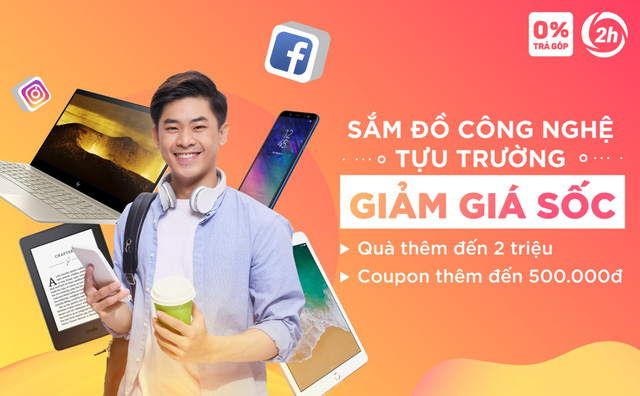 0%
TRẢ GÓP
2h
SẮM ĐỒ CÔNG NGHỆ
TỰU TRƯỜNG
GIẢM GIÁ SỐC
Quà thêm đến 2 triệu
Coupon thêm đến 500.000đ